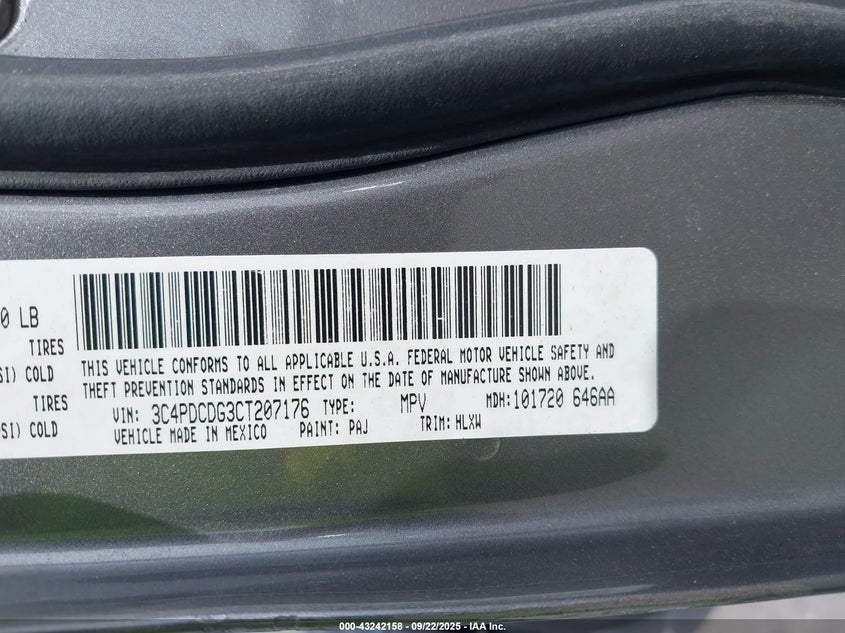 0 LB
TIRES
SI) COLD
TIRES
SI) COLD
THIS VEHICLE CONFORMS TO ALL APPLICABLE U.S.A. FEDERAL MOTOR VEHICLE SAFETY AND
THEFT PREVENTION STANDARDS IN EFFECT ON THE DATE OF MANUFACTURE SHOWN ABOVE.
VIN: 3C4PDCDG3CT207176 TYPE: MPV MDH:101720 646AA
VEHICLE MADE IN MEXICO PAINT: PAJ TRIM: HLXW
000-43242158 - 09/22/2025 - IAA Inc.